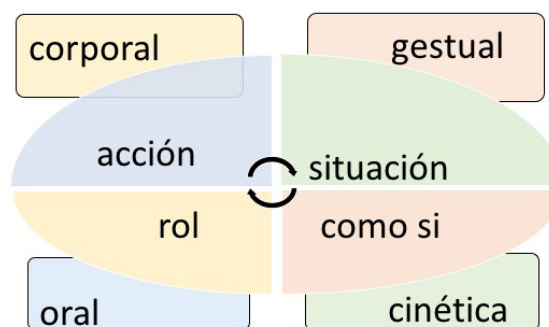 corporal
gestual
acción
situación
rol
como si
oral
cinética